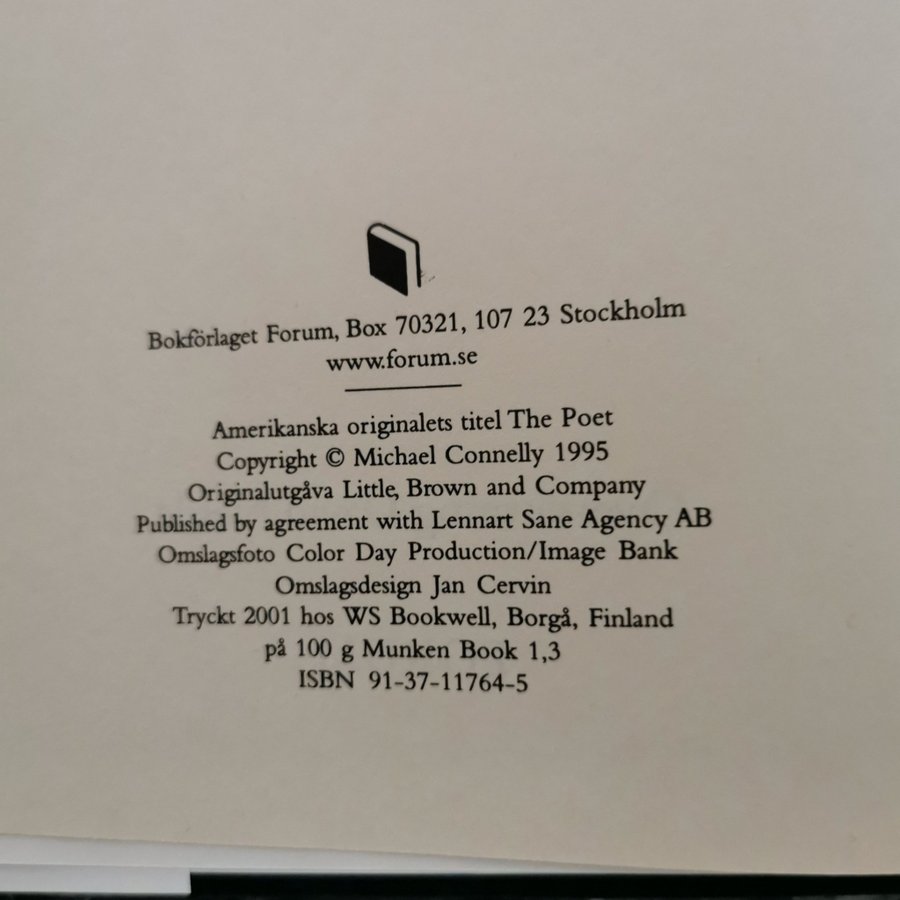 Bokförlaget Forum, Box 70321, 107 23 Stockholm
www.forum.se
Amerikanska originalets titel The Poet
Copyright © Michael Connelly 1995
Originalutgåva Little, Brown and Company
Published by agreement with Lennart Sane Agency AB
Omslagsfoto Color Day Production/Image Bank
Omslagsdesign Jan Cervin
Tryckt 2001 hos WS Bookwell, Borgå, Finland
på 100 g Munken Book 1,3
ISBN 91-37-11764-5